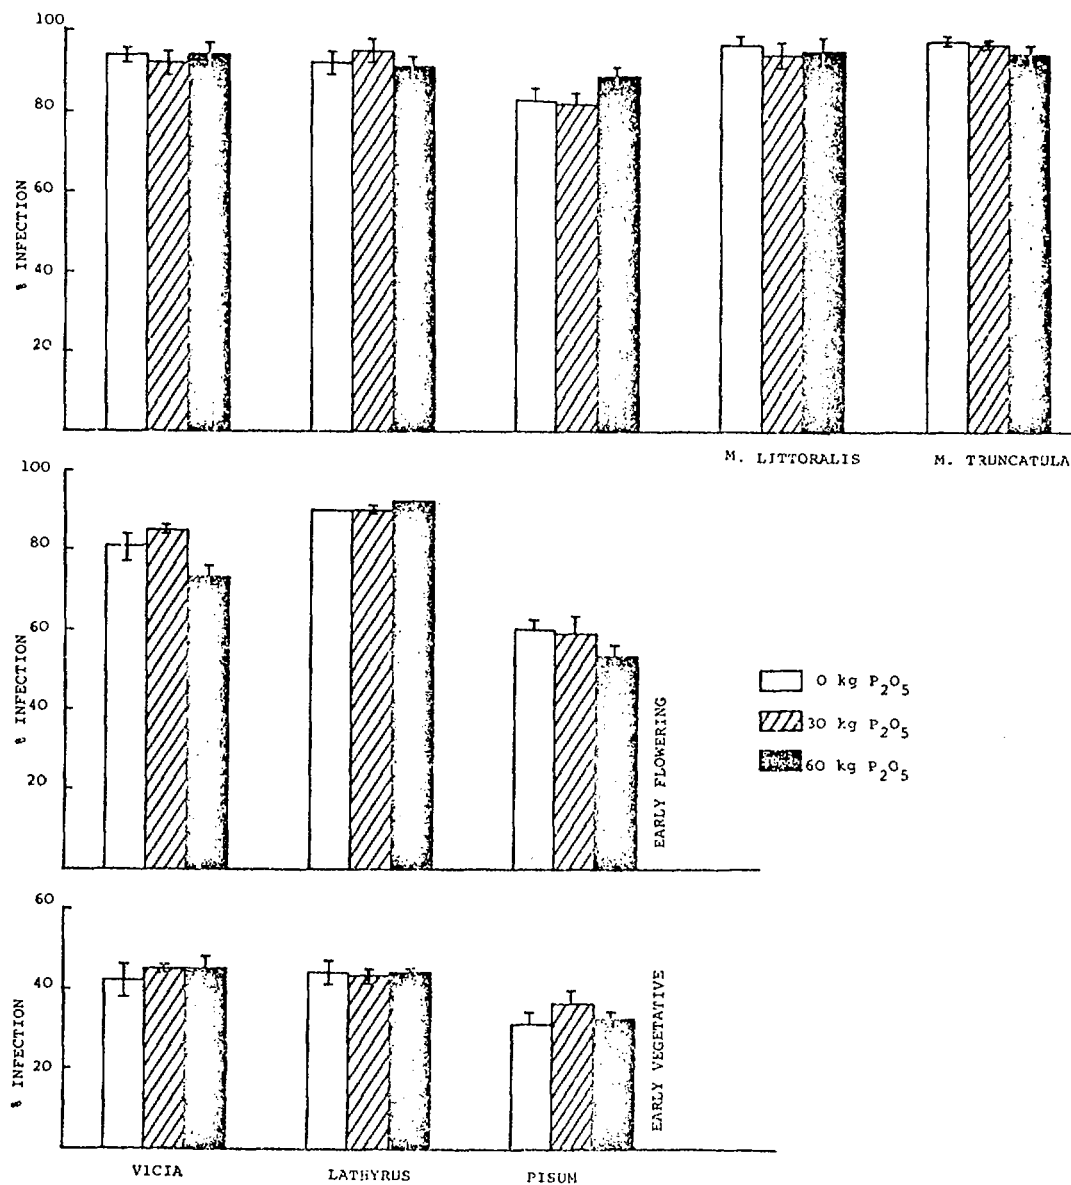 100
80
60
40
20
% INFECTION
M. LITTORALIS
M. TRUNCATULA
100
80
60
40
20
% INFECTION
EARLY FLOWERING
0 kg P2O5
30 kg P2O5
60 kg P2O5
60
40
20
% INFECTION
EARLY VEGETATIVE
VICIA
LATHYRUS
PISUM